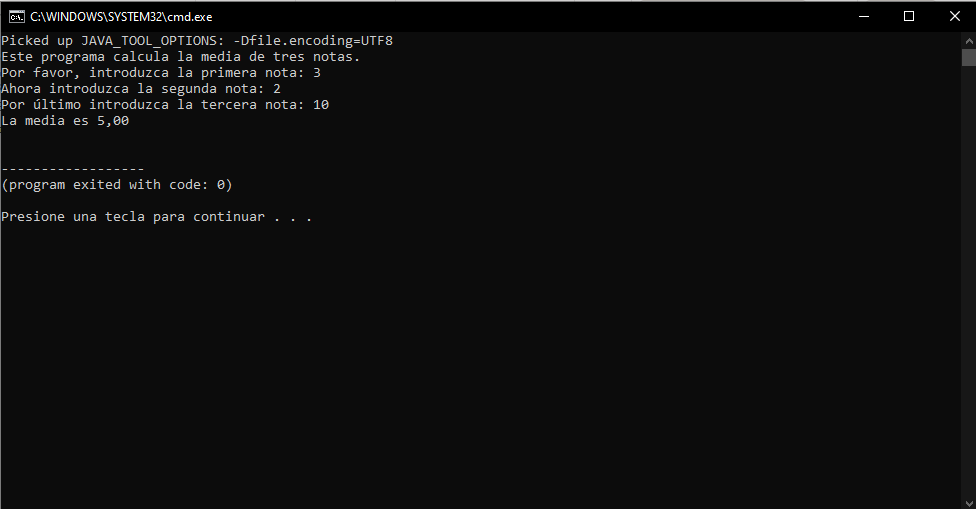 C:\WINDOWS\SYSTEM32\cmd.exe
Picked up JAVA_TOOL_OPTIONS: -Dfile.encoding=UTF8
Este programa calcula la media de tres notas.
Por favor, introduzca la primera nota: 3
Ahora introduzca la segunda nota: 2
Por último introduzca la tercera nota: 10
La media es 5,00
------------------
(program exited with code: 0)
Presione una tecla para continuar . . .